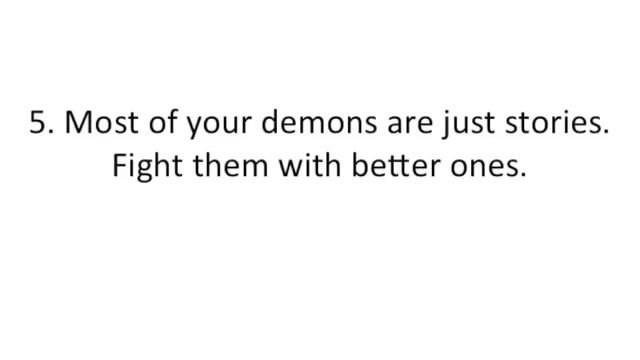 5. Most of your demons are just stories.
Fight them with better ones.